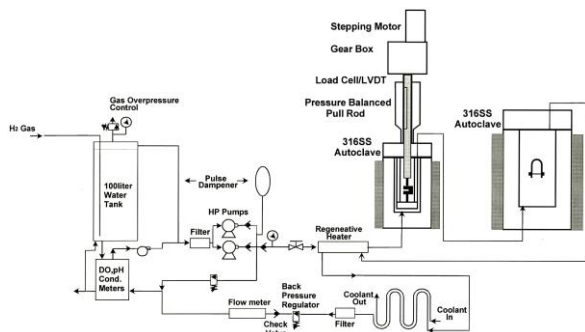 Stepping Motor
Gear Box
Load Cell/LVDT
Pressure Balanced
Pull Rod
316SS
Autoclave
316SS
Autoclave
Gas Overpressure
Control
H2 Gas
100liter
Water
Tank
Pulse
Dampener
HP Pumps
Filter
Regeneative
Heater
DO,pH
Cond.
Meters
Back
Pressure
Regulator
Flow meter
Check
Filter
Coolant
Out
Coolant
In